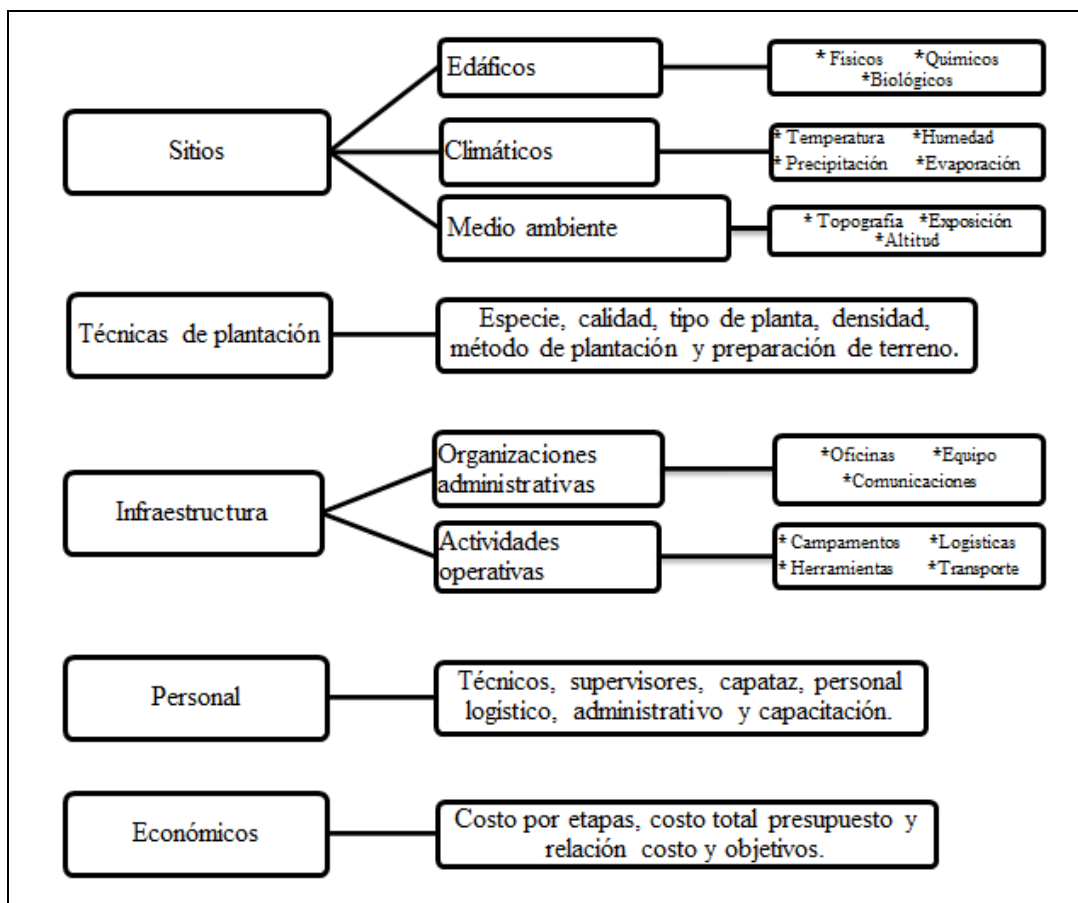 Sitios
Edáficos
* Físicos *Químicos
*Biológicos
Climáticos
* Temperatura *Humedad
* Precipitación *Evaporación
Medio ambiente
* Topografía *Exposición
*Altitud
Técnicas de plantación
Especie, calidad, tipo de planta, densidad,
método de plantación y preparación de terreno.
Infraestructura
Organizaciones
administrativas
*Oficinas *Equipo
*Comunicaciones
Actividades
operativas
* Campamentos *Logísticas
* Herramientas *Transporte
Personal
Técnicos, supervisores, capataz, personal
logístico, administrativo y capacitación.
Económicos
Costo por etapas, costo total presupuesto y
relación costo y objetivos.